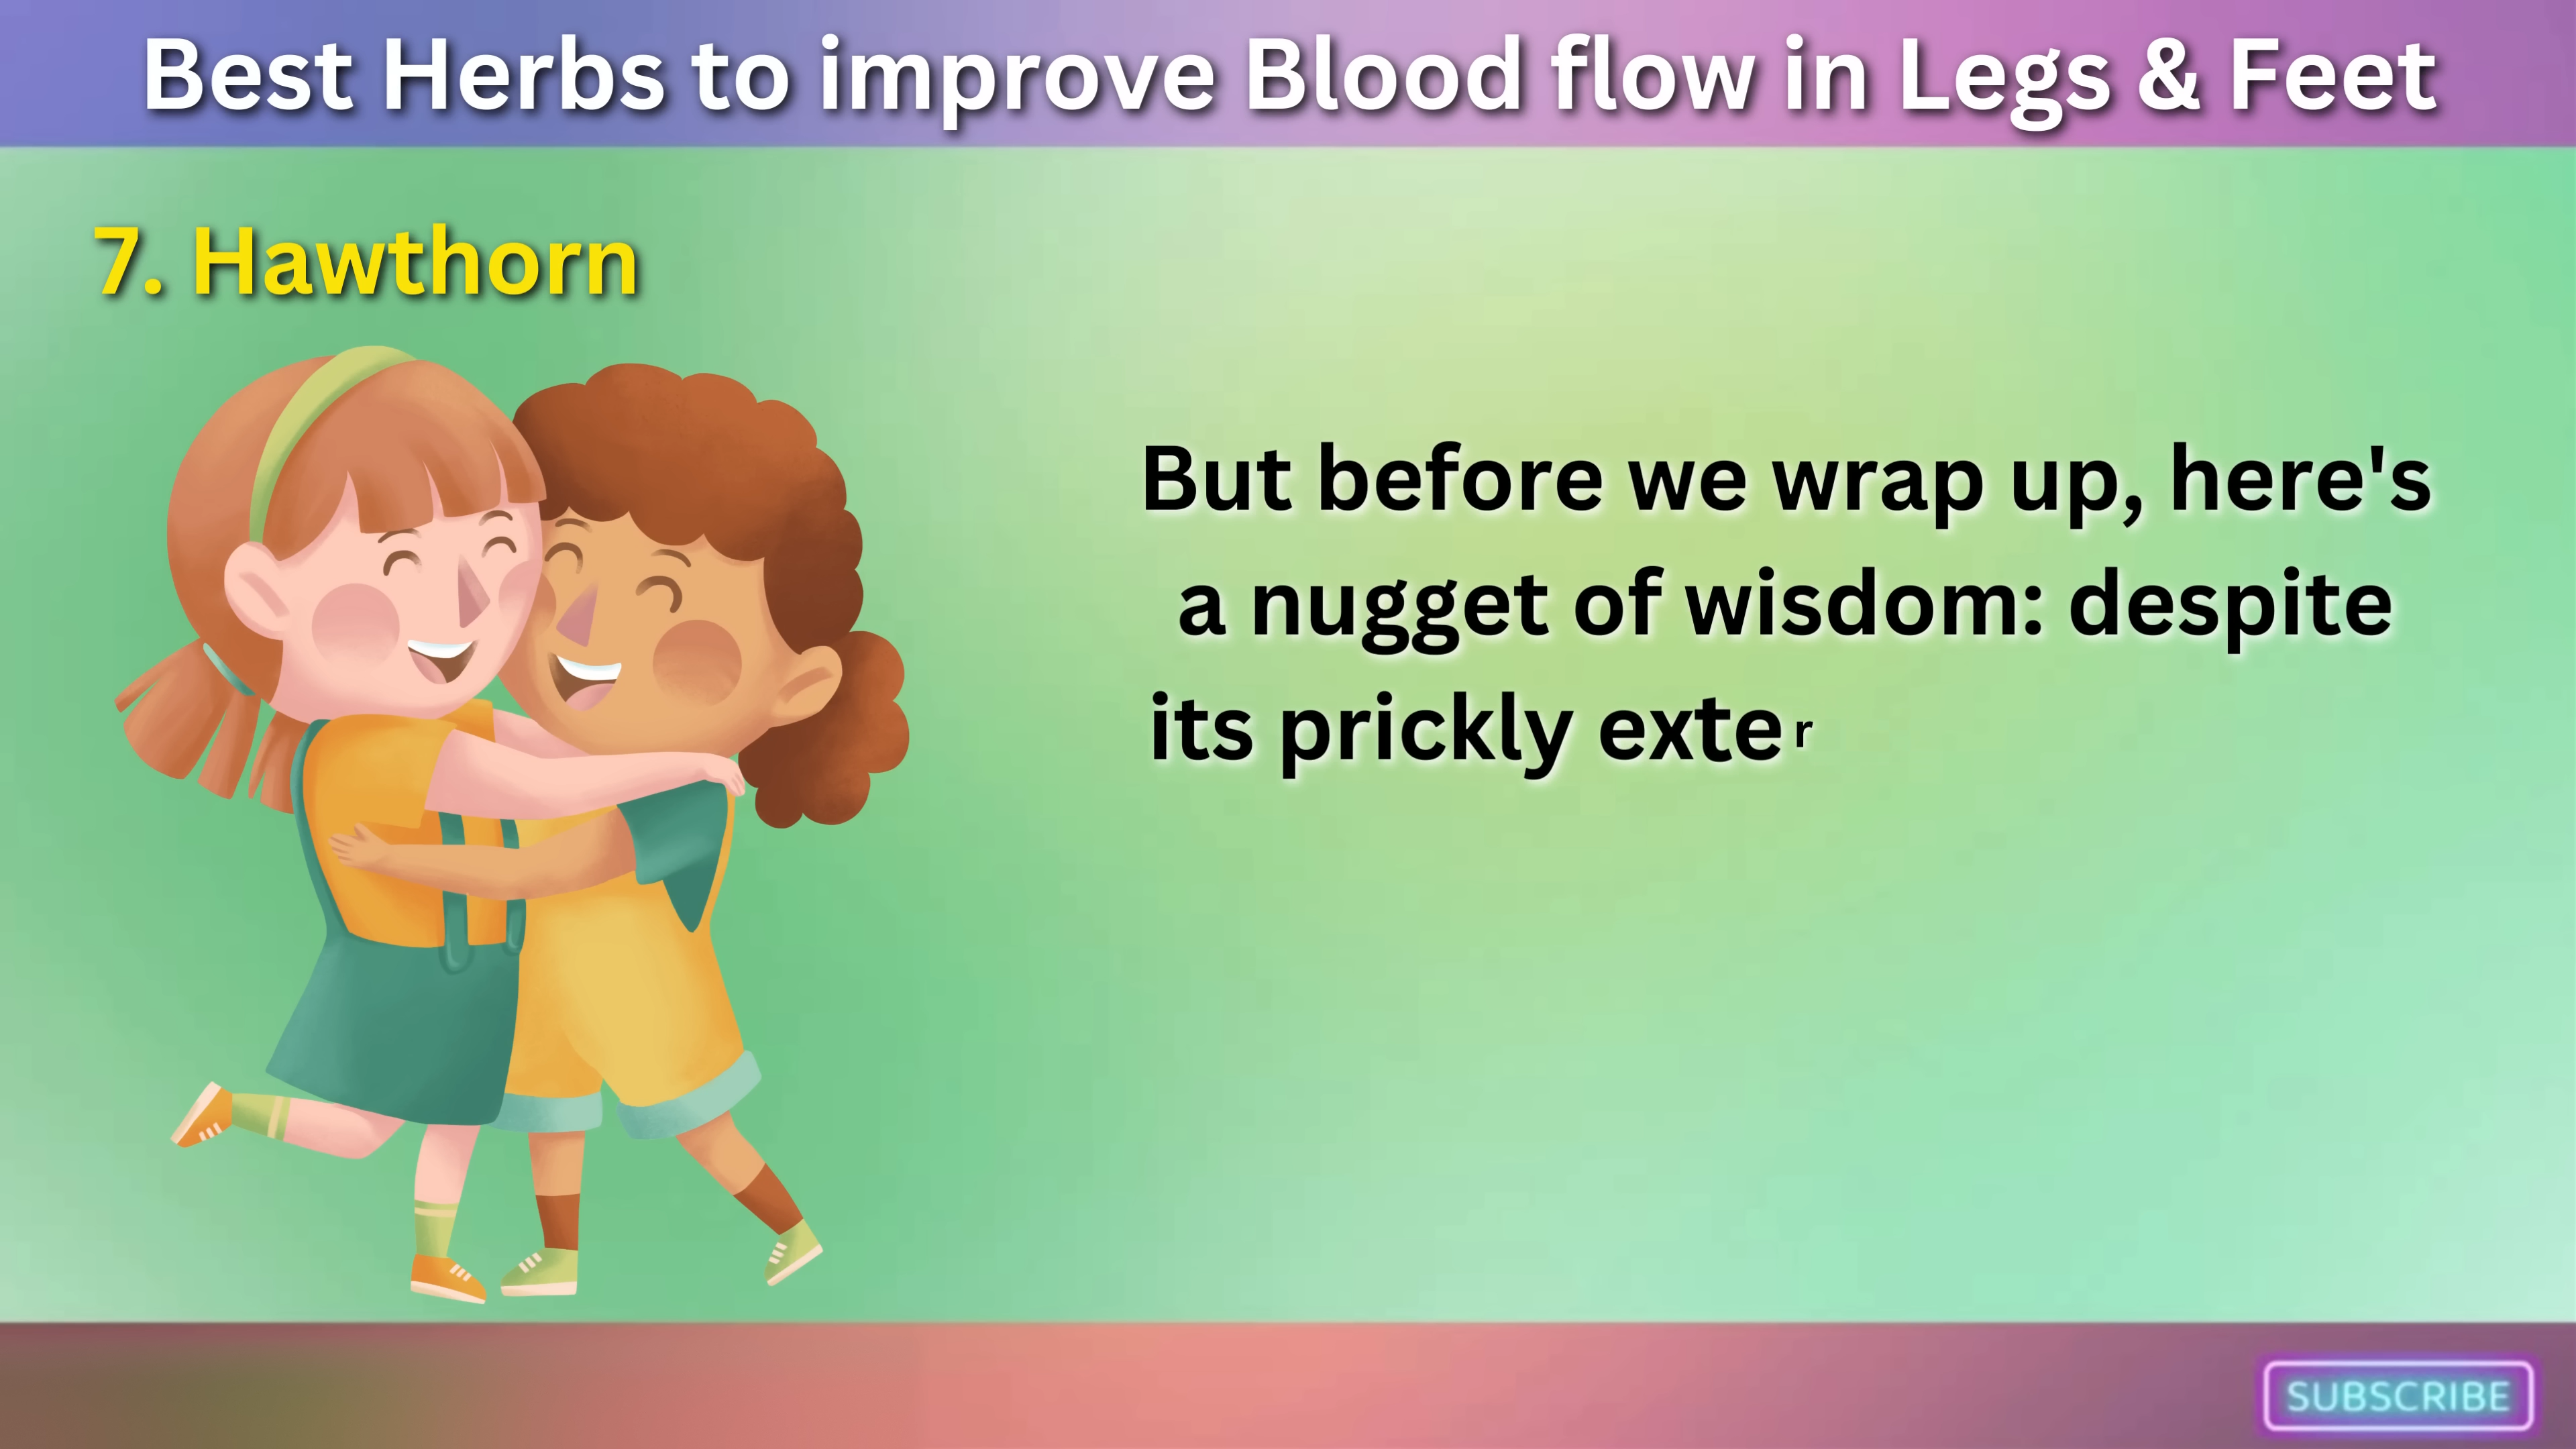 Best Herbs to improve Blood flow in Legs & Feet
7. Hawthorn
But before we wrap up, here's
a nugget of wisdom: despite
its prickly exter
SUBSCRIBE